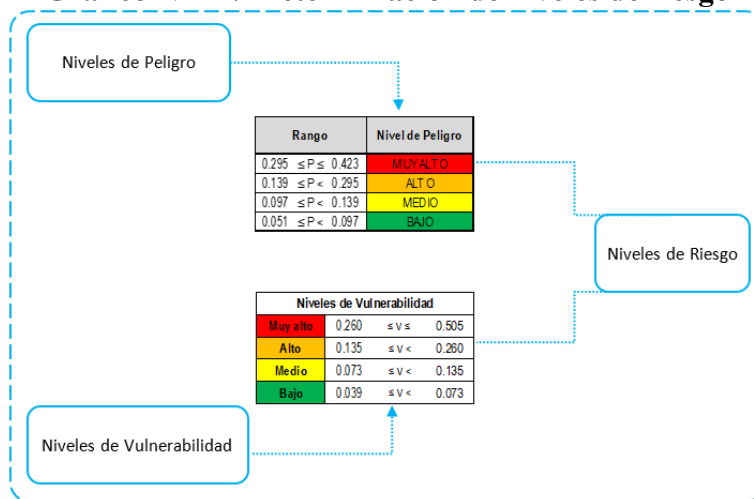 Niveles de Peligro
Rango Nivel de Peligro
0.295 ≤ P ≤ 0.423 MUY ALTO
0.139 ≤ P < 0.295 ALTO
0.097 ≤ P < 0.139 MEDIO
0.051 ≤ P < 0.097 BAJO
Niveles de Riesgo
Niveles de Vulnerabilidad
Muy alto 0.260 ≤ V ≤ 0.505
Alto 0.135 ≤ V < 0.260
Medio 0.073 ≤ V < 0.135
Bajo 0.039 ≤ V < 0.073
Niveles de Vulnerabilidad